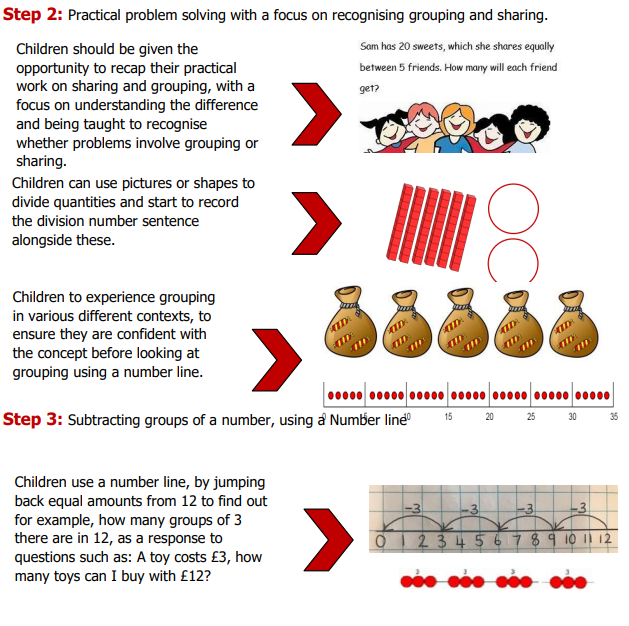 Step 2: Practical problem solving with a focus on recognising grouping and sharing.
Children should be given the
opportunity to recap their practical
work on sharing and grouping, with a
focus on understanding the difference
and being taught to recognise
whether problems involve grouping or
sharing.
Sam has 20 sweets, which she shares equally
between 5 friends. How many will each friend
get?
Children can use pictures or shapes to
divide quantities and start to record
the division number sentence
alongside these.
Children to experience grouping
in various different contexts, to
ensure they are confident with
the concept before looking at
grouping using a number line.
10 15 20 25 30 35
Step 3: Subtracting groups of a number, using a Number line
Children use a number line, by jumping
back equal amounts from 12 to find out
for example, how many groups of 3
there are in 12, as a response to
questions such as: A toy costs £3, how
many toys can I buy with £12?
-3 -3 -3 -3
0 1 2 3 4 5 6 7 8 9 10 11 12
3 3 3 3